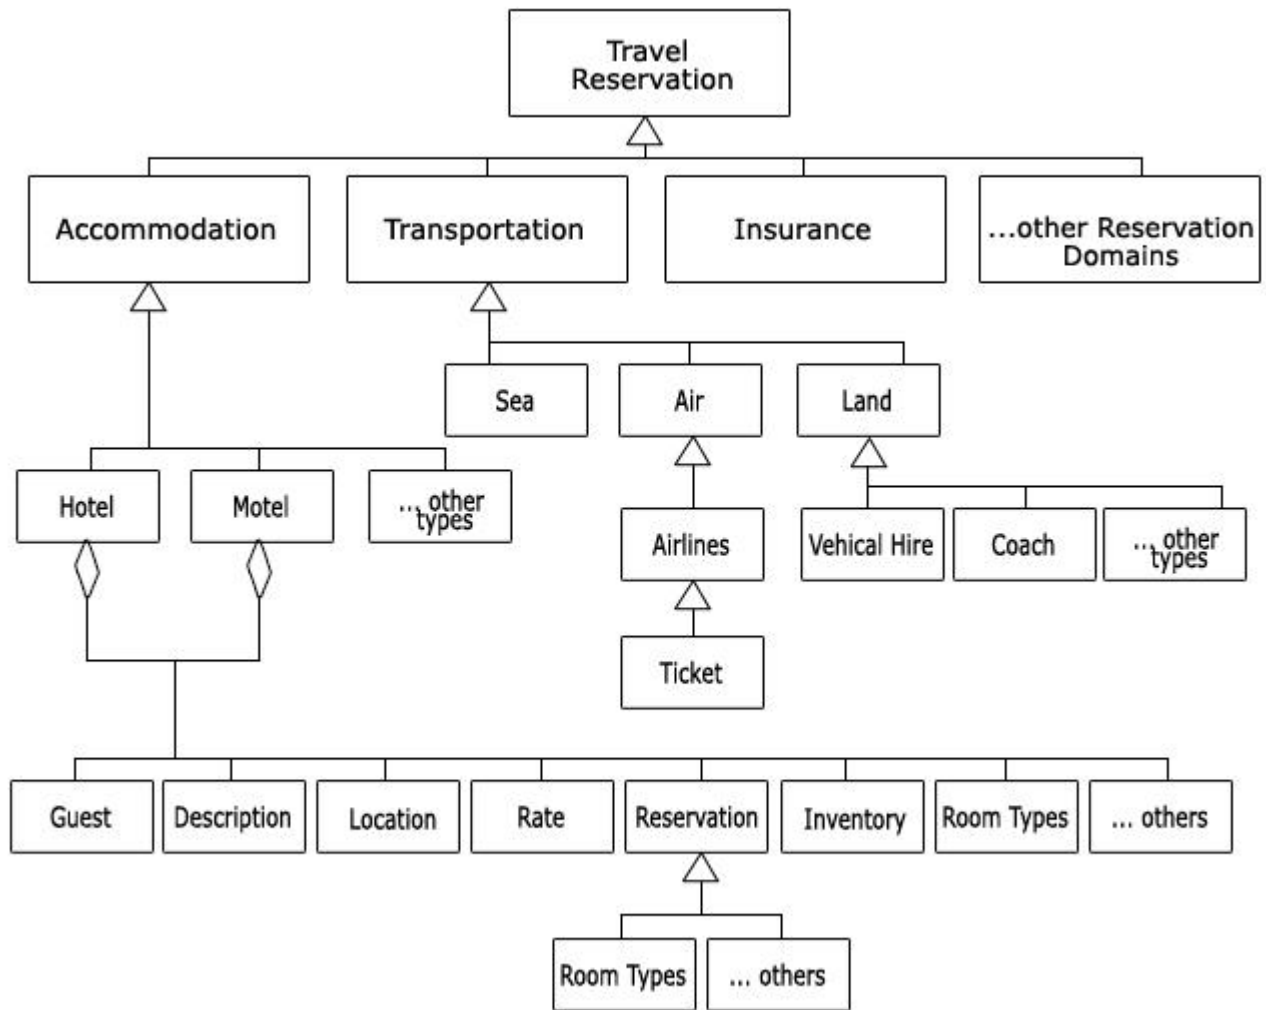 Travel
Reservation
Accommodation
Transportation
Insurance
...other Reservation
Domains
Sea
Air
Land
Hotel
Motel
... other
types
Airlines
Vehical Hire
Coach
... other
types
Ticket
Guest
Description
Location
Rate
Reservation
Inventory
Room Types
... others
Room Types
... others